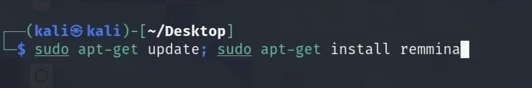 ┌──(kali㉿kali)-[~/Desktop]
└─$ sudo apt-get update; sudo apt-get install remmina